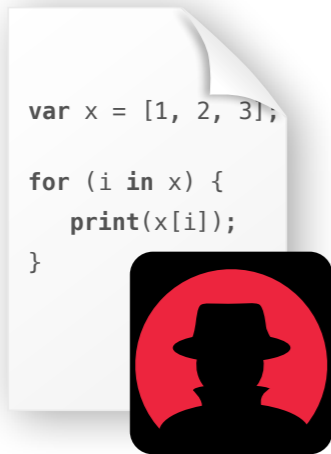 var x = [1, 2, 3];
for (i in x) {
print(x[i]);
}